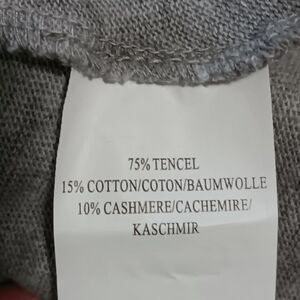 75% TENCEL
15% COTTON/COTON/BAUMWOLLE
10% CASHMERE/CACHEMIRE/
KASCHMIR